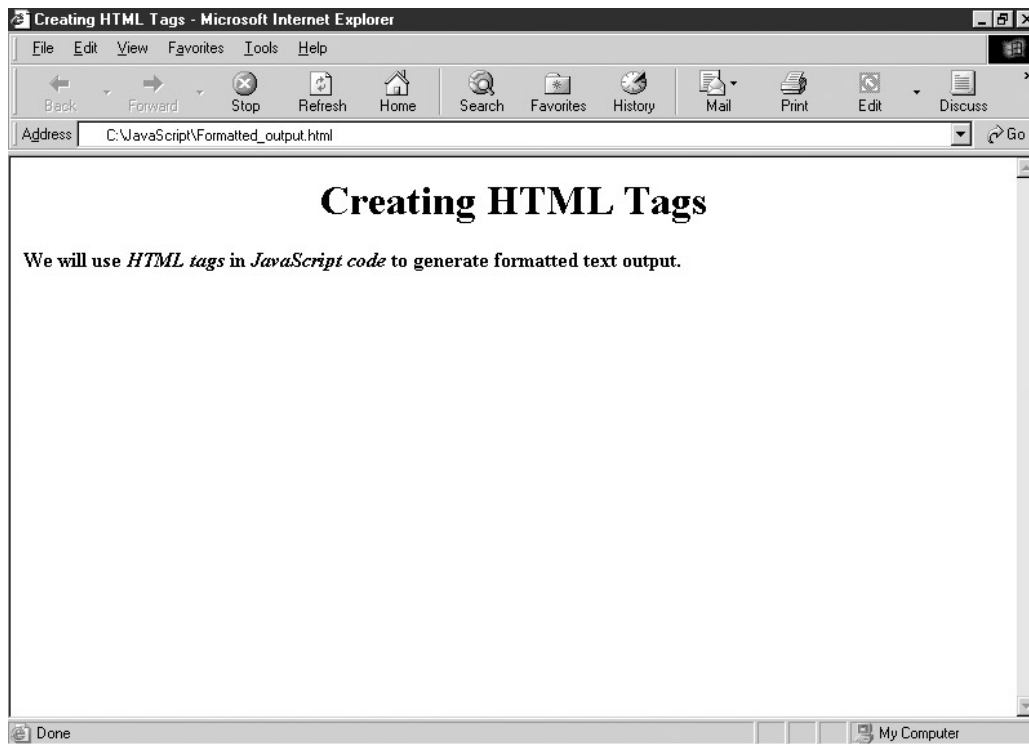 Creating HTML Tags - Microsoft Internet Explorer
File Edit View Favorites Tools Help
Back Forward Stop Refresh Home Search Favorites History Mail Print Edit Discuss
Address C:\JavaScript\Formatted_output.html Go
Creating HTML Tags
We will use HTML tags in JavaScript code to generate formatted text output.
Done My Computer